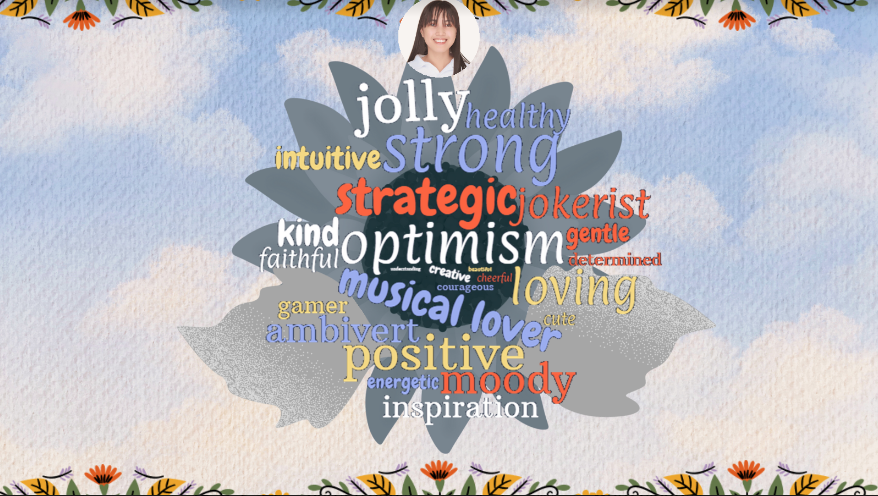 jolly healthy
intuitive strong
strategic jokerist
kind optimism gentle
faithful determined
understanding creative beautiful cheerful loving
courageous
musical lover
gamer cute
ambivert
positive
energetic moody
inspiration